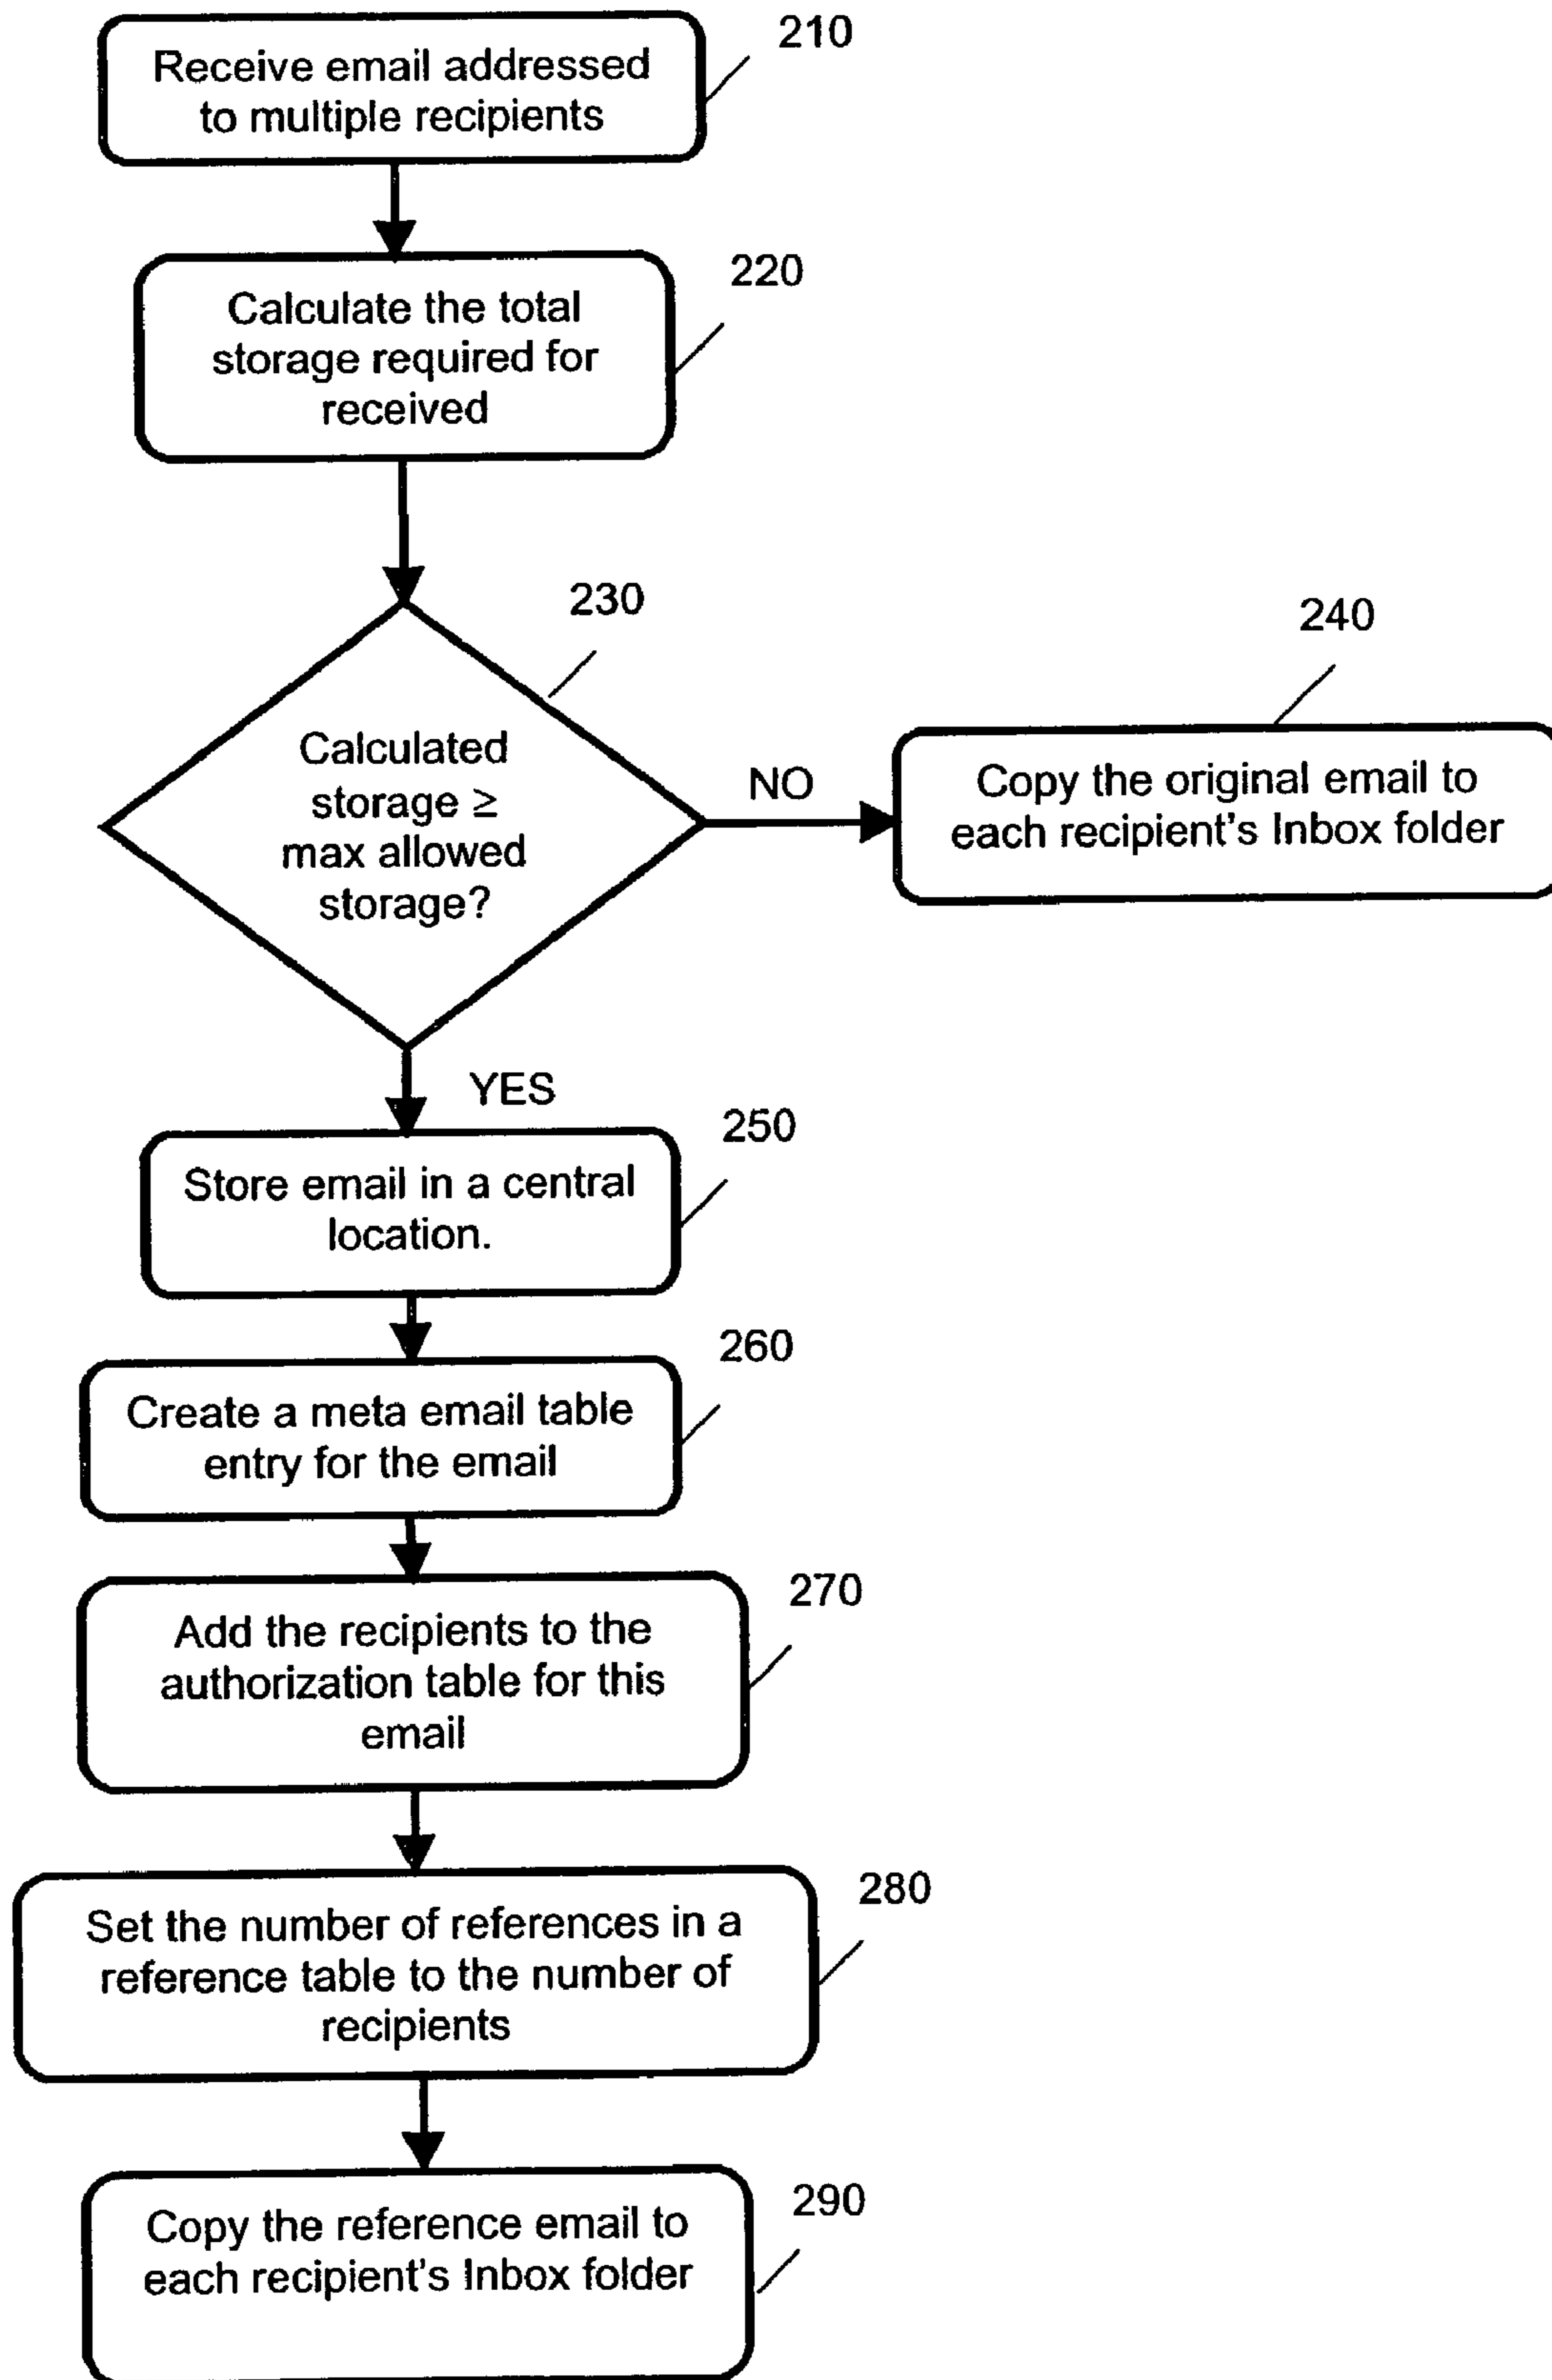 210
Receive email addressed
to multiple recipients
220
Calculate the total
storage required for
received
230
Calculated
storage ≥
max allowed
storage?
NO
240
Copy the original email to
each recipient's Inbox folder
YES
250
Store email in a central
location.
260
Create a meta email table
entry for the email
270
Add the recipients to the
authorization table for this
email
280
Set the number of references in a
reference table to the number of
recipients
290
Copy the reference email to
each recipient's Inbox folder